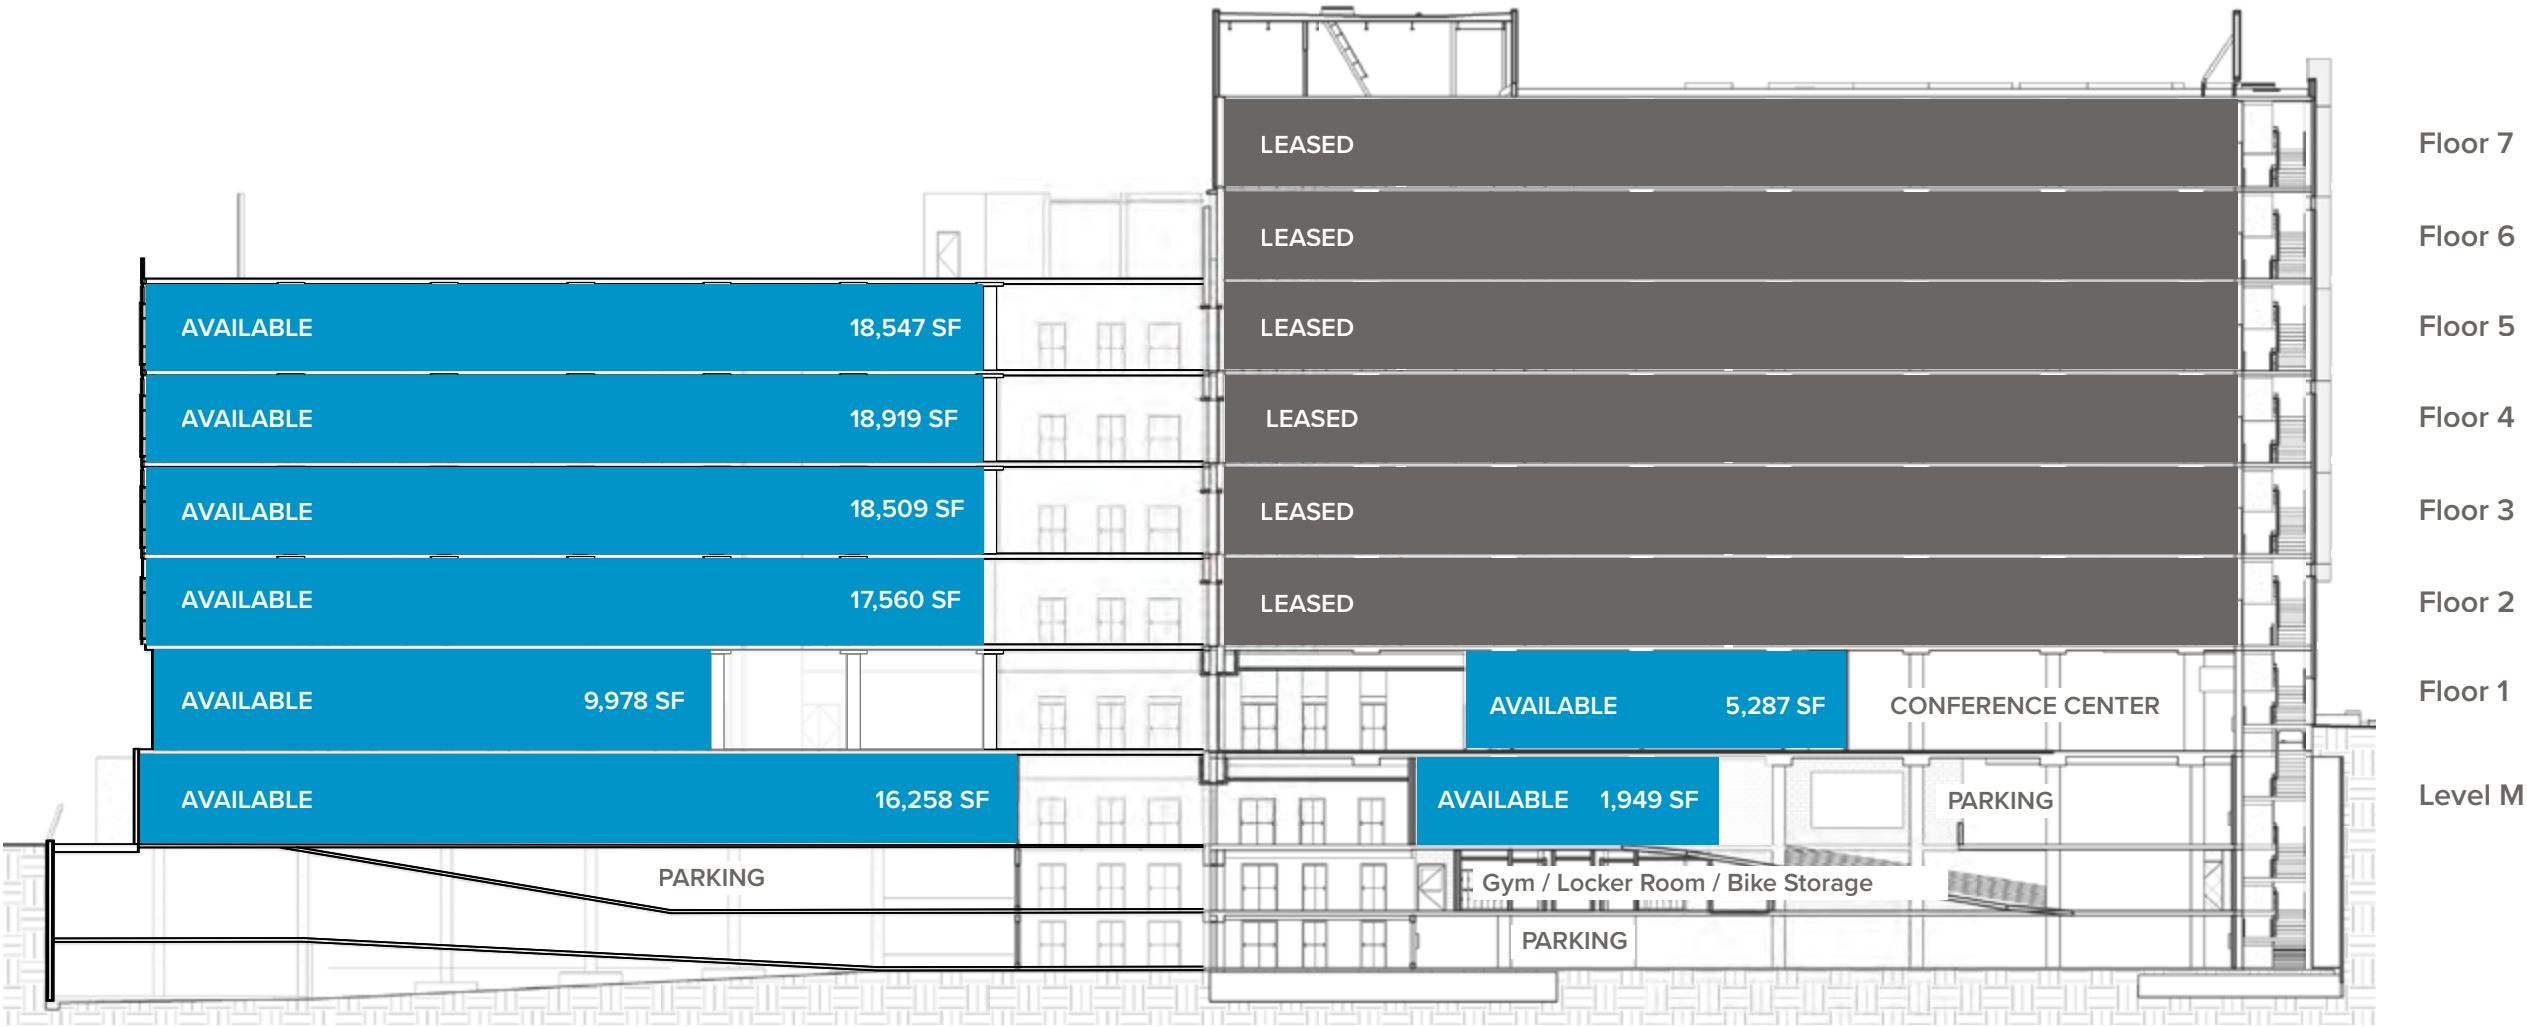 LEASED Floor 7
LEASED Floor 6
AVAILABLE 18,547 SF LEASED Floor 5
AVAILABLE 18,919 SF LEASED Floor 4
AVAILABLE 18,509 SF LEASED Floor 3
AVAILABLE 17,560 SF LEASED Floor 2
AVAILABLE 9,978 SF AVAILABLE 5,287 SF CONFERENCE CENTER Floor 1
AVAILABLE 16,258 SF AVAILABLE 1,949 SF PARKING Level M
PARKING Gym / Locker Room / Bike Storage
PARKING